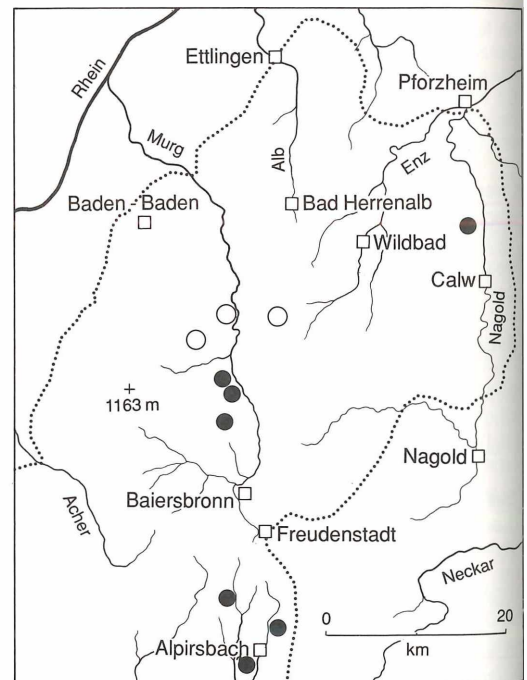 Ettlingen
Rhein
Pforzheim
Murg
Alb
Enz
Baden-Baden
Bad Herrenalb
Wildbad
Calw
Nagold
1163 m
Nagold
Baiersbronn
Acher
Freudenstadt
Neckar
0 20
km
Alpirsbach